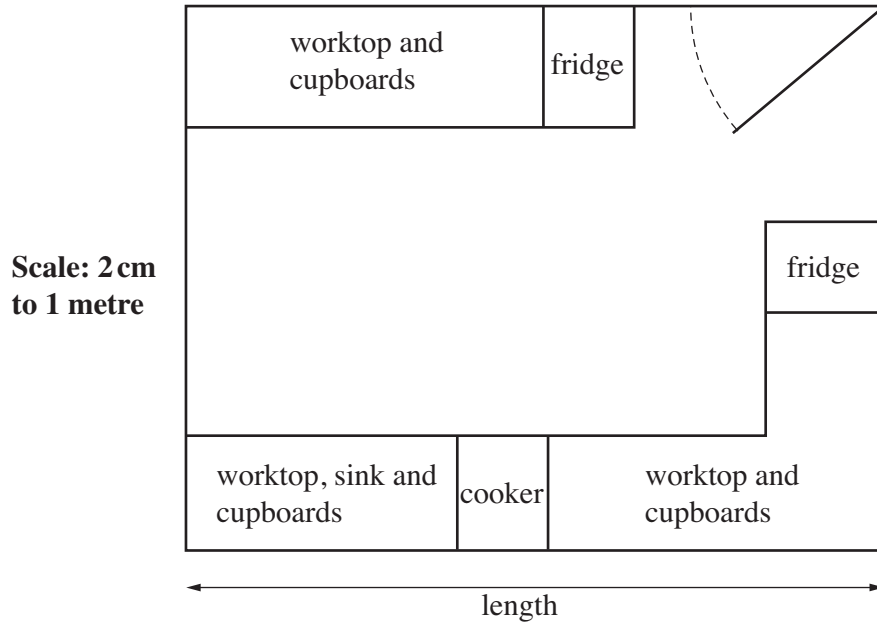 worktop and
cupboards
fridge
fridge
Scale: 2 cm
to 1 metre
worktop, sink and
cupboards
cooker
worktop and
cupboards
length